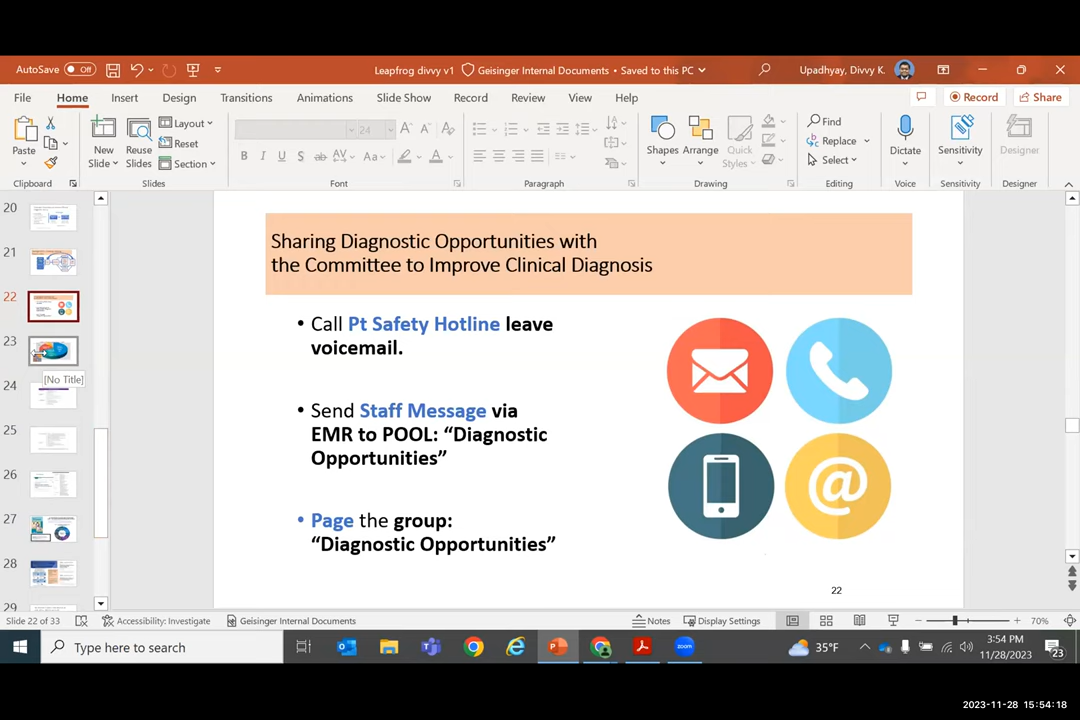 AutoSave Off
Leapfrog divvy v1
Geisinger Internal Documents • Saved to this PC
Upadhyay, Divvy K.
File Home Insert Design Transitions Animations Slide Show Record Review View Help
Record Share
Paste
New Slide
Reuse Slides
Layout
Reset
Section
24
B I U S ab AV Aa A
Shapes Arrange Quick Styles
Find
Replace
Select
Dictate Sensitivity Designer
Clipboard Slides Font Paragraph Drawing Editing Voice Sensitivity Designer
20
21
22
23
[No Title]
24
25
26
27
28
29
Sharing Diagnostic Opportunities with
the Committee to Improve Clinical Diagnosis
• Call Pt Safety Hotline leave
voicemail.
• Send Staff Message via
EMR to POOL: “Diagnostic
Opportunities”
• Page the group:
“Diagnostic Opportunities”
@
22
Slide 22 of 33 Accessibility: Investigate Geisinger Internal Documents Notes Display Settings 70%
Type here to search
zoom
35°F
3:54 PM
11/28/2023
23
2023-11-28 15:54:18